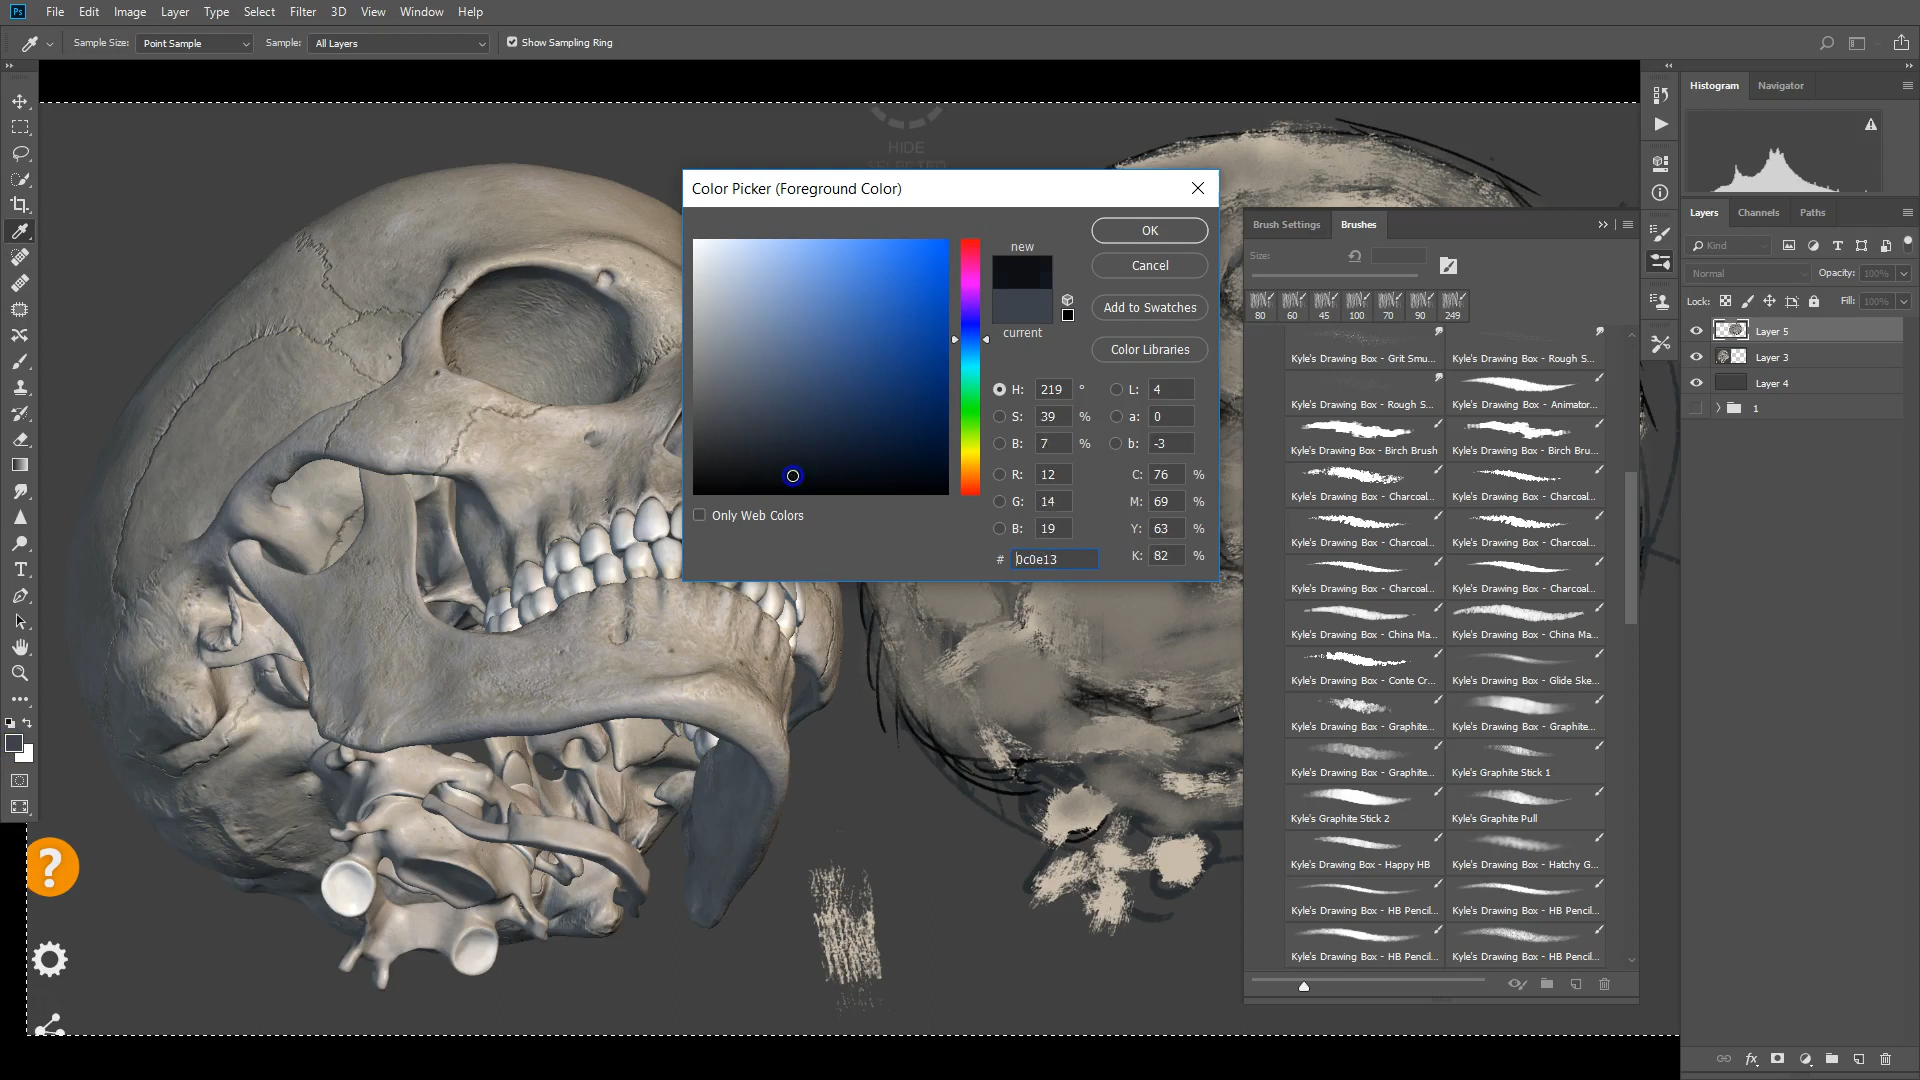 Ps File Edit Image Layer Type Select Filter 3D View Window Help
Sample Size: Point Sample Sample: All Layers Show Sampling Ring
HIDE
SELECTED
Color Picker (Foreground Color)
new
current
OK
Cancel
Add to Swatches
Color Libraries
H: 219 °
S: 39 %
B: 7 %
R: 12
G: 14
B: 19
# 0c0e13
L: 4
a: 0
b: -3
C: 76 %
M: 69 %
Y: 63 %
K: 82 %
Only Web Colors
?
Brush Settings Brushes
Size:
80 60 45 100 70 90 249
Kyle's Drawing Box - Grit Smu... Kyle's Drawing Box - Rough S...
Kyle's Drawing Box - Rough S... Kyle's Drawing Box - Animator...
Kyle's Drawing Box - Birch Brush Kyle's Drawing Box - Birch Bru...
Kyle's Drawing Box - Charcoal... Kyle's Drawing Box - Charcoal...
Kyle's Drawing Box - Charcoal... Kyle's Drawing Box - Charcoal...
Kyle's Drawing Box - Charcoal... Kyle's Drawing Box - Charcoal...
Kyle's Drawing Box - China Ma... Kyle's Drawing Box - China Ma...
Kyle's Drawing Box - Conte Cr... Kyle's Drawing Box - Glide Ske...
Kyle's Drawing Box - Graphite... Kyle's Drawing Box - Graphite...
Kyle's Drawing Box - Graphite... Kyle's Graphite Stick 1
Kyle's Graphite Stick 2 Kyle's Graphite Pull
Kyle's Drawing Box - Happy HB Kyle's Drawing Box - Hatchy G...
Kyle's Drawing Box - HB Pencil... Kyle's Drawing Box - HB Pencil...
Kyle's Drawing Box - HB Pencil... Kyle's Drawing Box - HB Pencil...
Histogram Navigator
Layers Channels Paths
Kind
Normal Opacity: 100%
Lock: Fill: 100%
Layer 5
Layer 3
Layer 4
1
fx